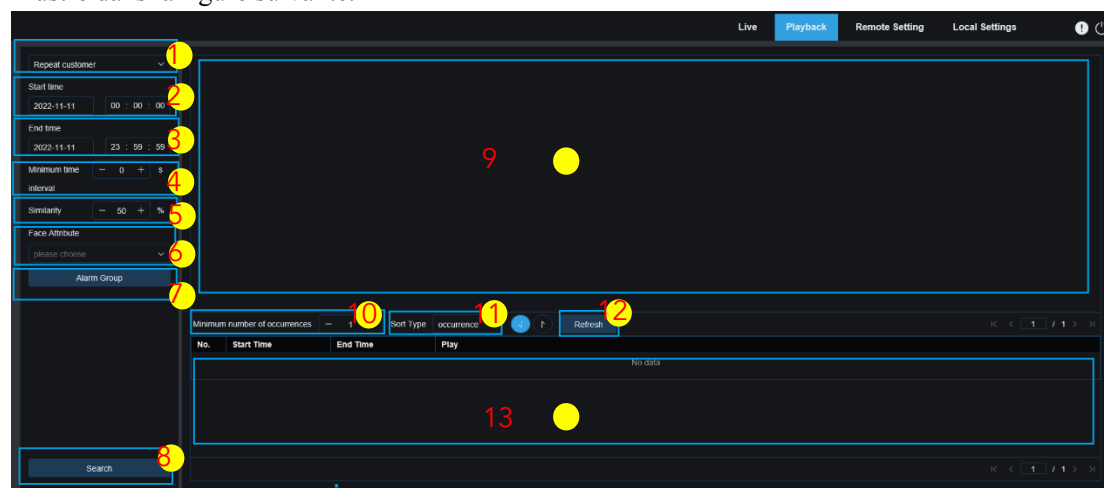 Live Playback Remote Setting Local Settings
1
Repeat customer
Start time
2
2022-11-11 00 : 00 : 00
End time
3
2022-11-11 23 : 59 : 59
Minimum time interval − 0 + s
4
Similarity − 50 + %
5
Face Attribute
6
please choose
Alarm Group
7
9
10 11 12
Minimum number of occurrences − 1 Sort Type occurrence Refresh 1 / 1
No. Start Time End Time Play
No data
13
8
Search 1 / 1